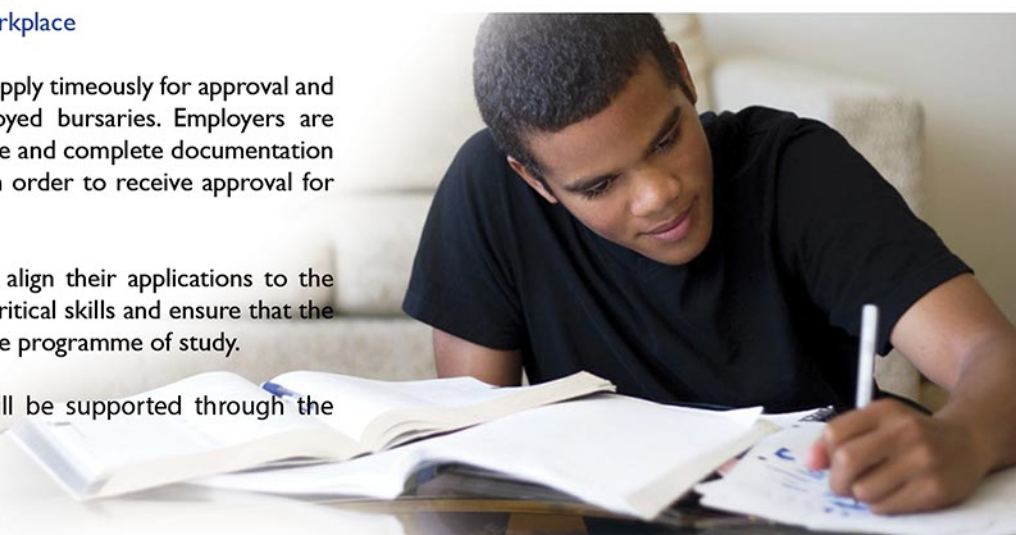 rkplace
pply timeously for approval and
oyed bursaries. Employers are
e and complete documentation
order to receive approval for
align their applications to the
ritical skills and ensure that the
e programme of study.
ll be supported through the